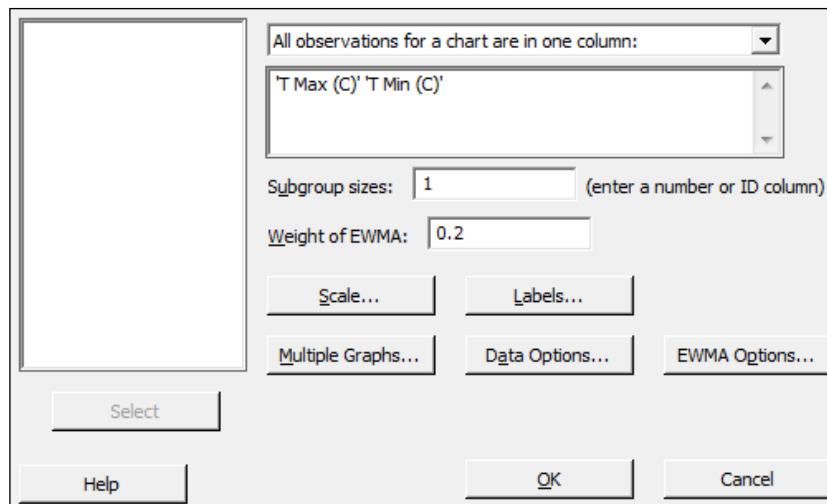 All observations for a chart are in one column:
'T Max (C)' 'T Min (C)'
Subgroup sizes: 1 (enter a number or ID column)
Weight of EWMA: 0.2
Scale... Labels...
Multiple Graphs... Data Options... EWMA Options...
Select
Help OK Cancel